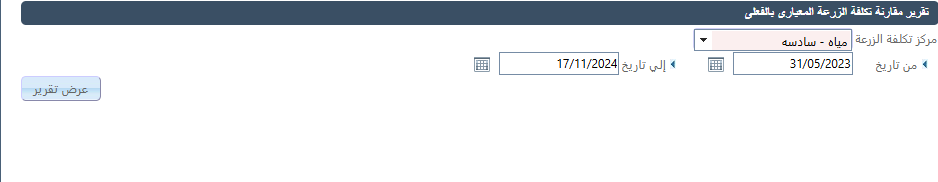 تقرير مقارنة تكلفة الزرعة المعيارى بالفعلى
مركز تكلفة الزرعة مياه - سادسه
من تاريخ 31/05/2023 إلي تاريخ 17/11/2024
عرض تقرير